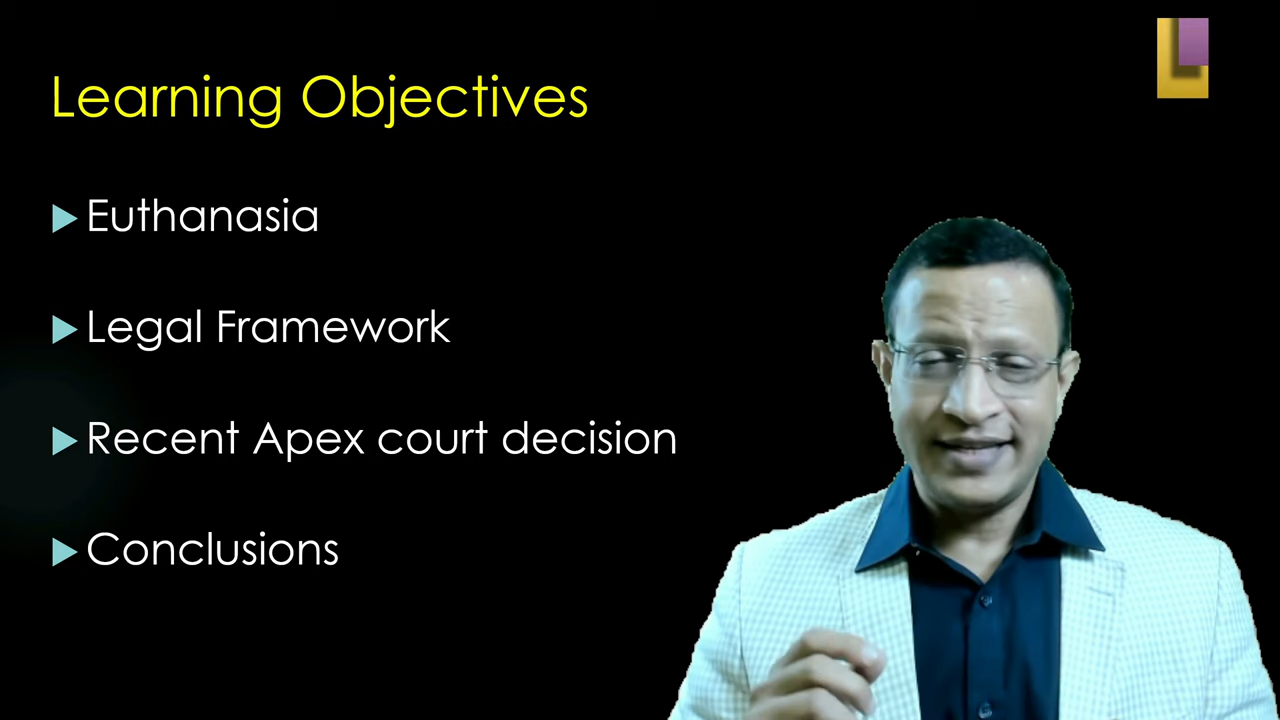 Learning Objectives
Euthanasia
Legal Framework
Recent Apex court decision
Conclusions